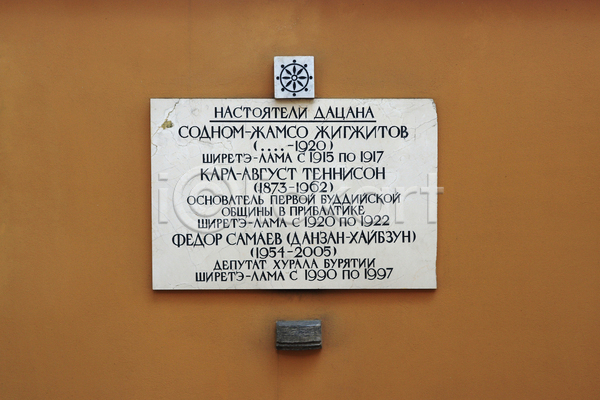 НАСТОЯТЕЛИ ДАЦАНА
СОДНОМ-ЖАМСО ЖИГЖИТОВ
(....-1920)
ШИРЕТЭ-ЛАМА С 1915 ПО 1917
КАРЛ-АВГУСТ ТЕННИСОН
(1873-1962)
ОСНОВАТЕЛЬ ПЕРВОЙ БУДДИЙСКОЙ
ОБЩИНЫ В ПРИБАЛТИКЕ
ШИРЕТЭ-ЛАМА С 1920 ПО 1922
ФЕДОР САМАЕВ (ДАНЗАН-ХАЙБЗУН)
(1954-2005)
ДЕПУТАТ ХУРАЛА БУРЯТИИ
ШИРЕТЭ-ЛАМА С 1990 ПО 1997